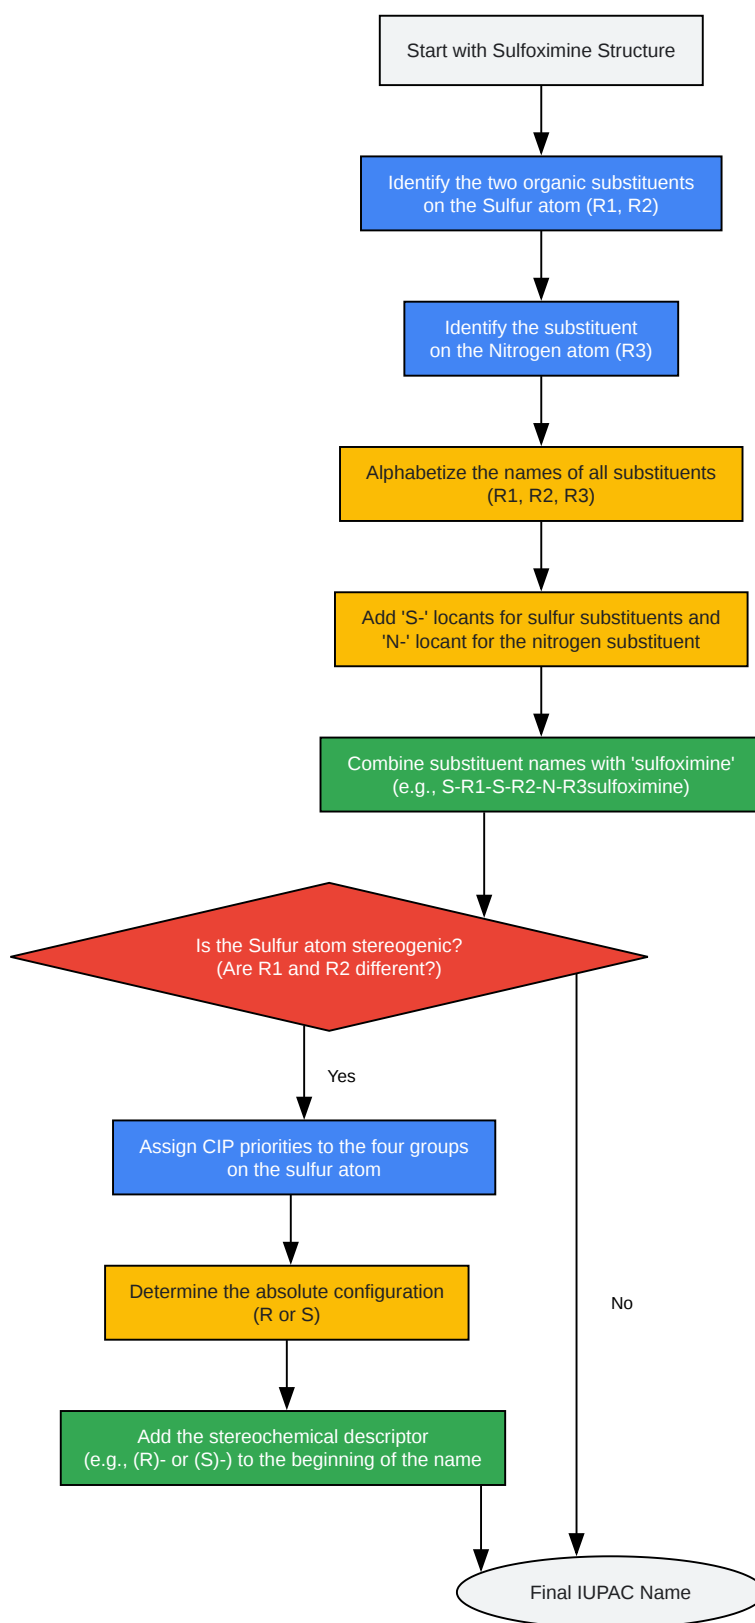 Start with Sulfoximine Structure
Identify the two organic substituents
on the Sulfur atom (R1, R2)
Identify the substituent
on the Nitrogen atom (R3)
Alphabetize the names of all substituents
(R1, R2, R3)
Add 'S-' locants for sulfur substituents and
'N-' locant for the nitrogen substituent
Combine substituent names with 'sulfoximine'
(e.g., S-R1-S-R2-N-R3sulfoximine)
Is the Sulfur atom stereogenic?
(Are R1 and R2 different?)
Yes
Assign CIP priorities to the four groups
on the sulfur atom
Determine the absolute configuration
(R or S)
No
Add the stereochemical descriptor
(e.g., (R)- or (S)-) to the beginning of the name
Final IUPAC Name